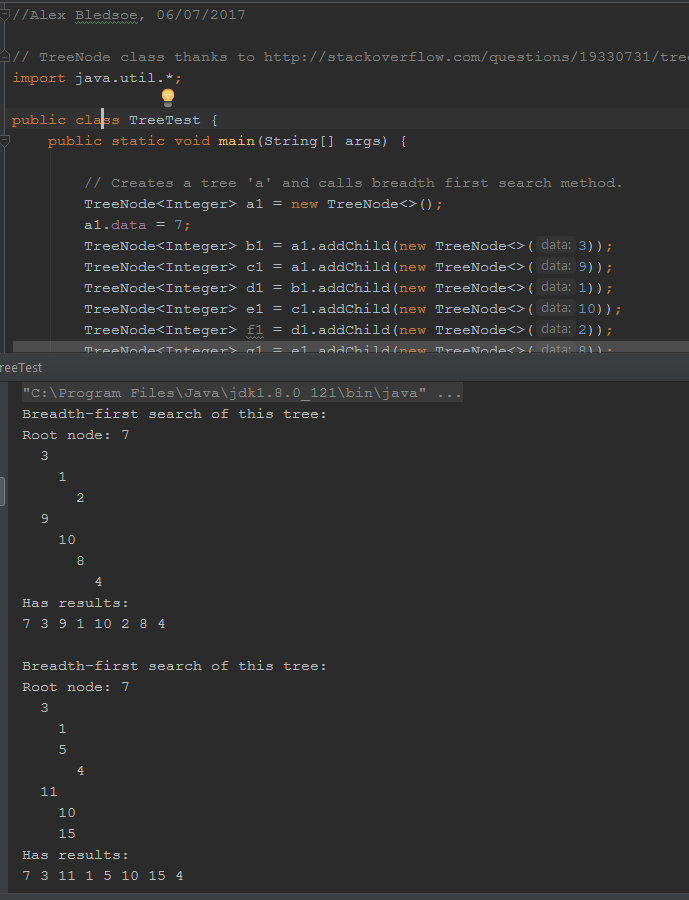 //Alex Bledsoe, 06/07/2017
// TreeNode class thanks to http://stackoverflow.com/questions/19330731/tree
import java.util.*;
public class TreeTest {
public static void main(String[] args) {
// Creates a tree 'a' and calls breadth first search method.
TreeNode<Integer> a1 = new TreeNode<>();
a1.data = 7;
TreeNode<Integer> b1 = a1.addChild(new TreeNode<>( data: 3));
TreeNode<Integer> c1 = a1.addChild(new TreeNode<>( data: 9));
TreeNode<Integer> d1 = b1.addChild(new TreeNode<>( data: 1));
TreeNode<Integer> e1 = c1.addChild(new TreeNode<>( data: 10));
TreeNode<Integer> f1 = d1.addChild(new TreeNode<>( data: 2));
TreeNode<Integer> g1 = e1.addChild(new TreeNode<>( data: 8));
reeTest
"C:\Program Files\Java\jdk1.8.0_121\bin\java" ...
Breadth-first search of this tree:
Root node: 7
3
1
2
9
10
8
4
Has results:
7 3 9 1 10 2 8 4
Breadth-first search of this tree:
Root node: 7
3
1
5
4
11
10
15
Has results:
7 3 11 1 5 10 15 4